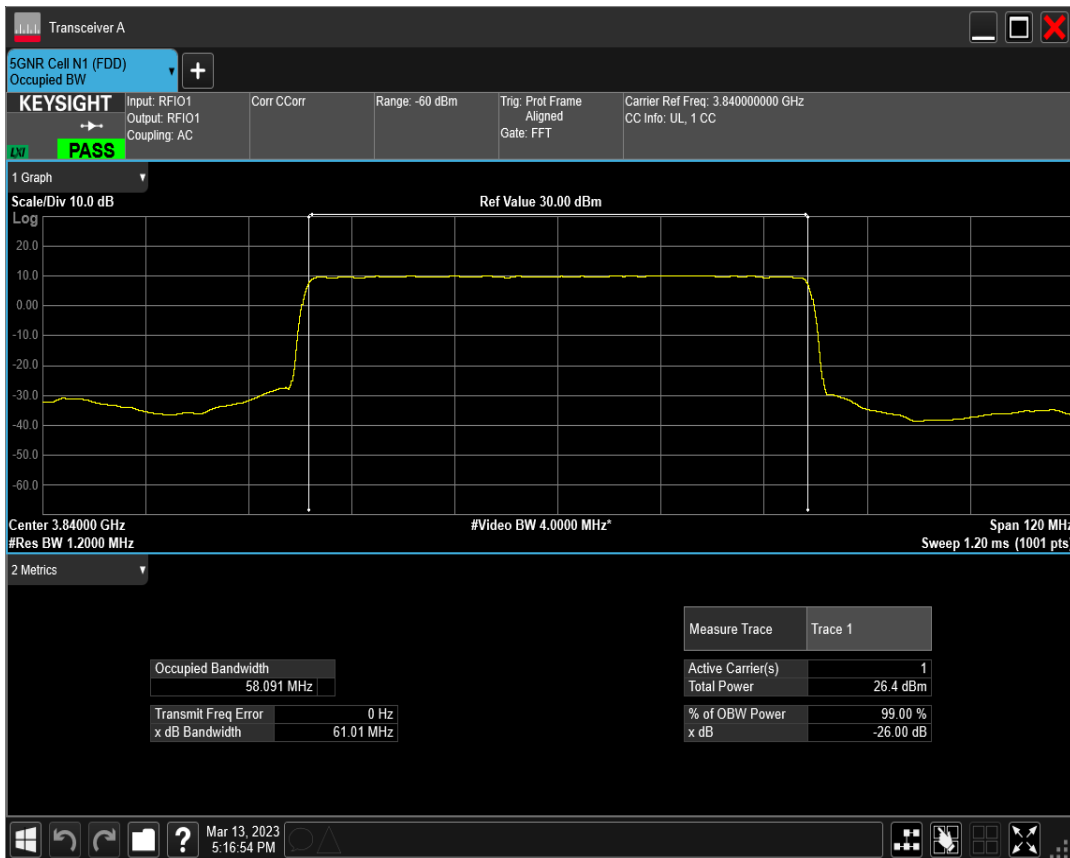 Transceiver A
5GNR Cell N1 (FDD)
Occupied BW
+
KEYSIGHT
LXI
PASS
Input: RFIO1
Output: RFIO1
Coupling: AC
Corr CCorr
Range: -60 dBm
Trig: Prot Frame
Aligned
Gate: FFT
Carrier Ref Freq: 3.840000000 GHz
CC Info: UL, 1 CC
1 Graph
Scale/Div 10.0 dB
Ref Value 30.00 dBm
Log
20.0
10.0
0.00
-10.0
-20.0
-30.0
-40.0
-50.0
-60.0
Center 3.84000 GHz
#Video BW 4.0000 MHz*
Span 120 MHz
#Res BW 1.2000 MHz
Sweep 1.20 ms (1001 pts)
2 Metrics
Measure Trace Trace 1
Occupied Bandwidth
58.091 MHz
Active Carrier(s) 1
Total Power 26.4 dBm
Transmit Freq Error 0 Hz
x dB Bandwidth 61.01 MHz
% of OBW Power 99.00 %
x dB -26.00 dB
?
Mar 13, 2023
5:16:54 PM